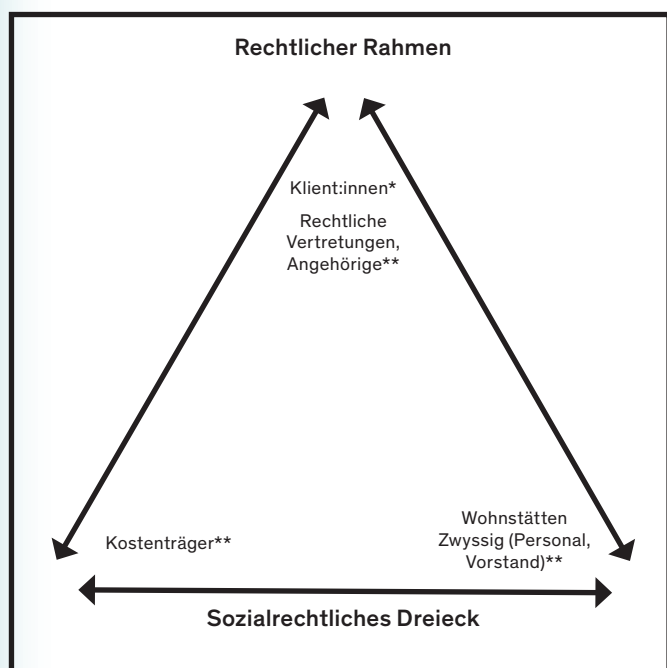 Rechtlicher Rahmen
Klient:innen*
Rechtliche
Vertretungen,
Angehörige**
Kostenträger**
Wohnstätten
Zwyssig (Personal,
Vorstand)**
Sozialrechtliches Dreieck